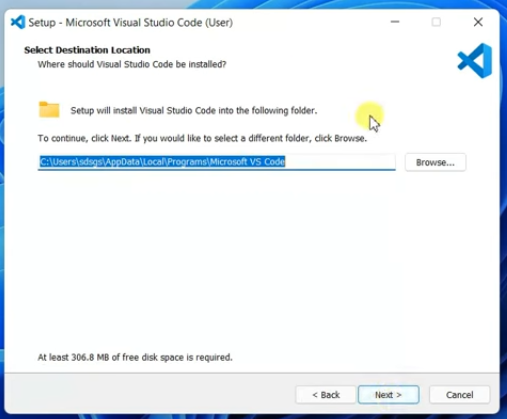 Setup - Microsoft Visual Studio Code (User)
Select Destination Location
Where should Visual Studio Code be installed?
Setup will install Visual Studio Code into the following folder.
To continue, click Next. If you would like to select a different folder, click Browse.
C:\Users\sdsgs\AppData\Local\Programs\Microsoft VS Code
Browse...
At least 306.8 MB of free disk space is required.
< Back
Next >
Cancel